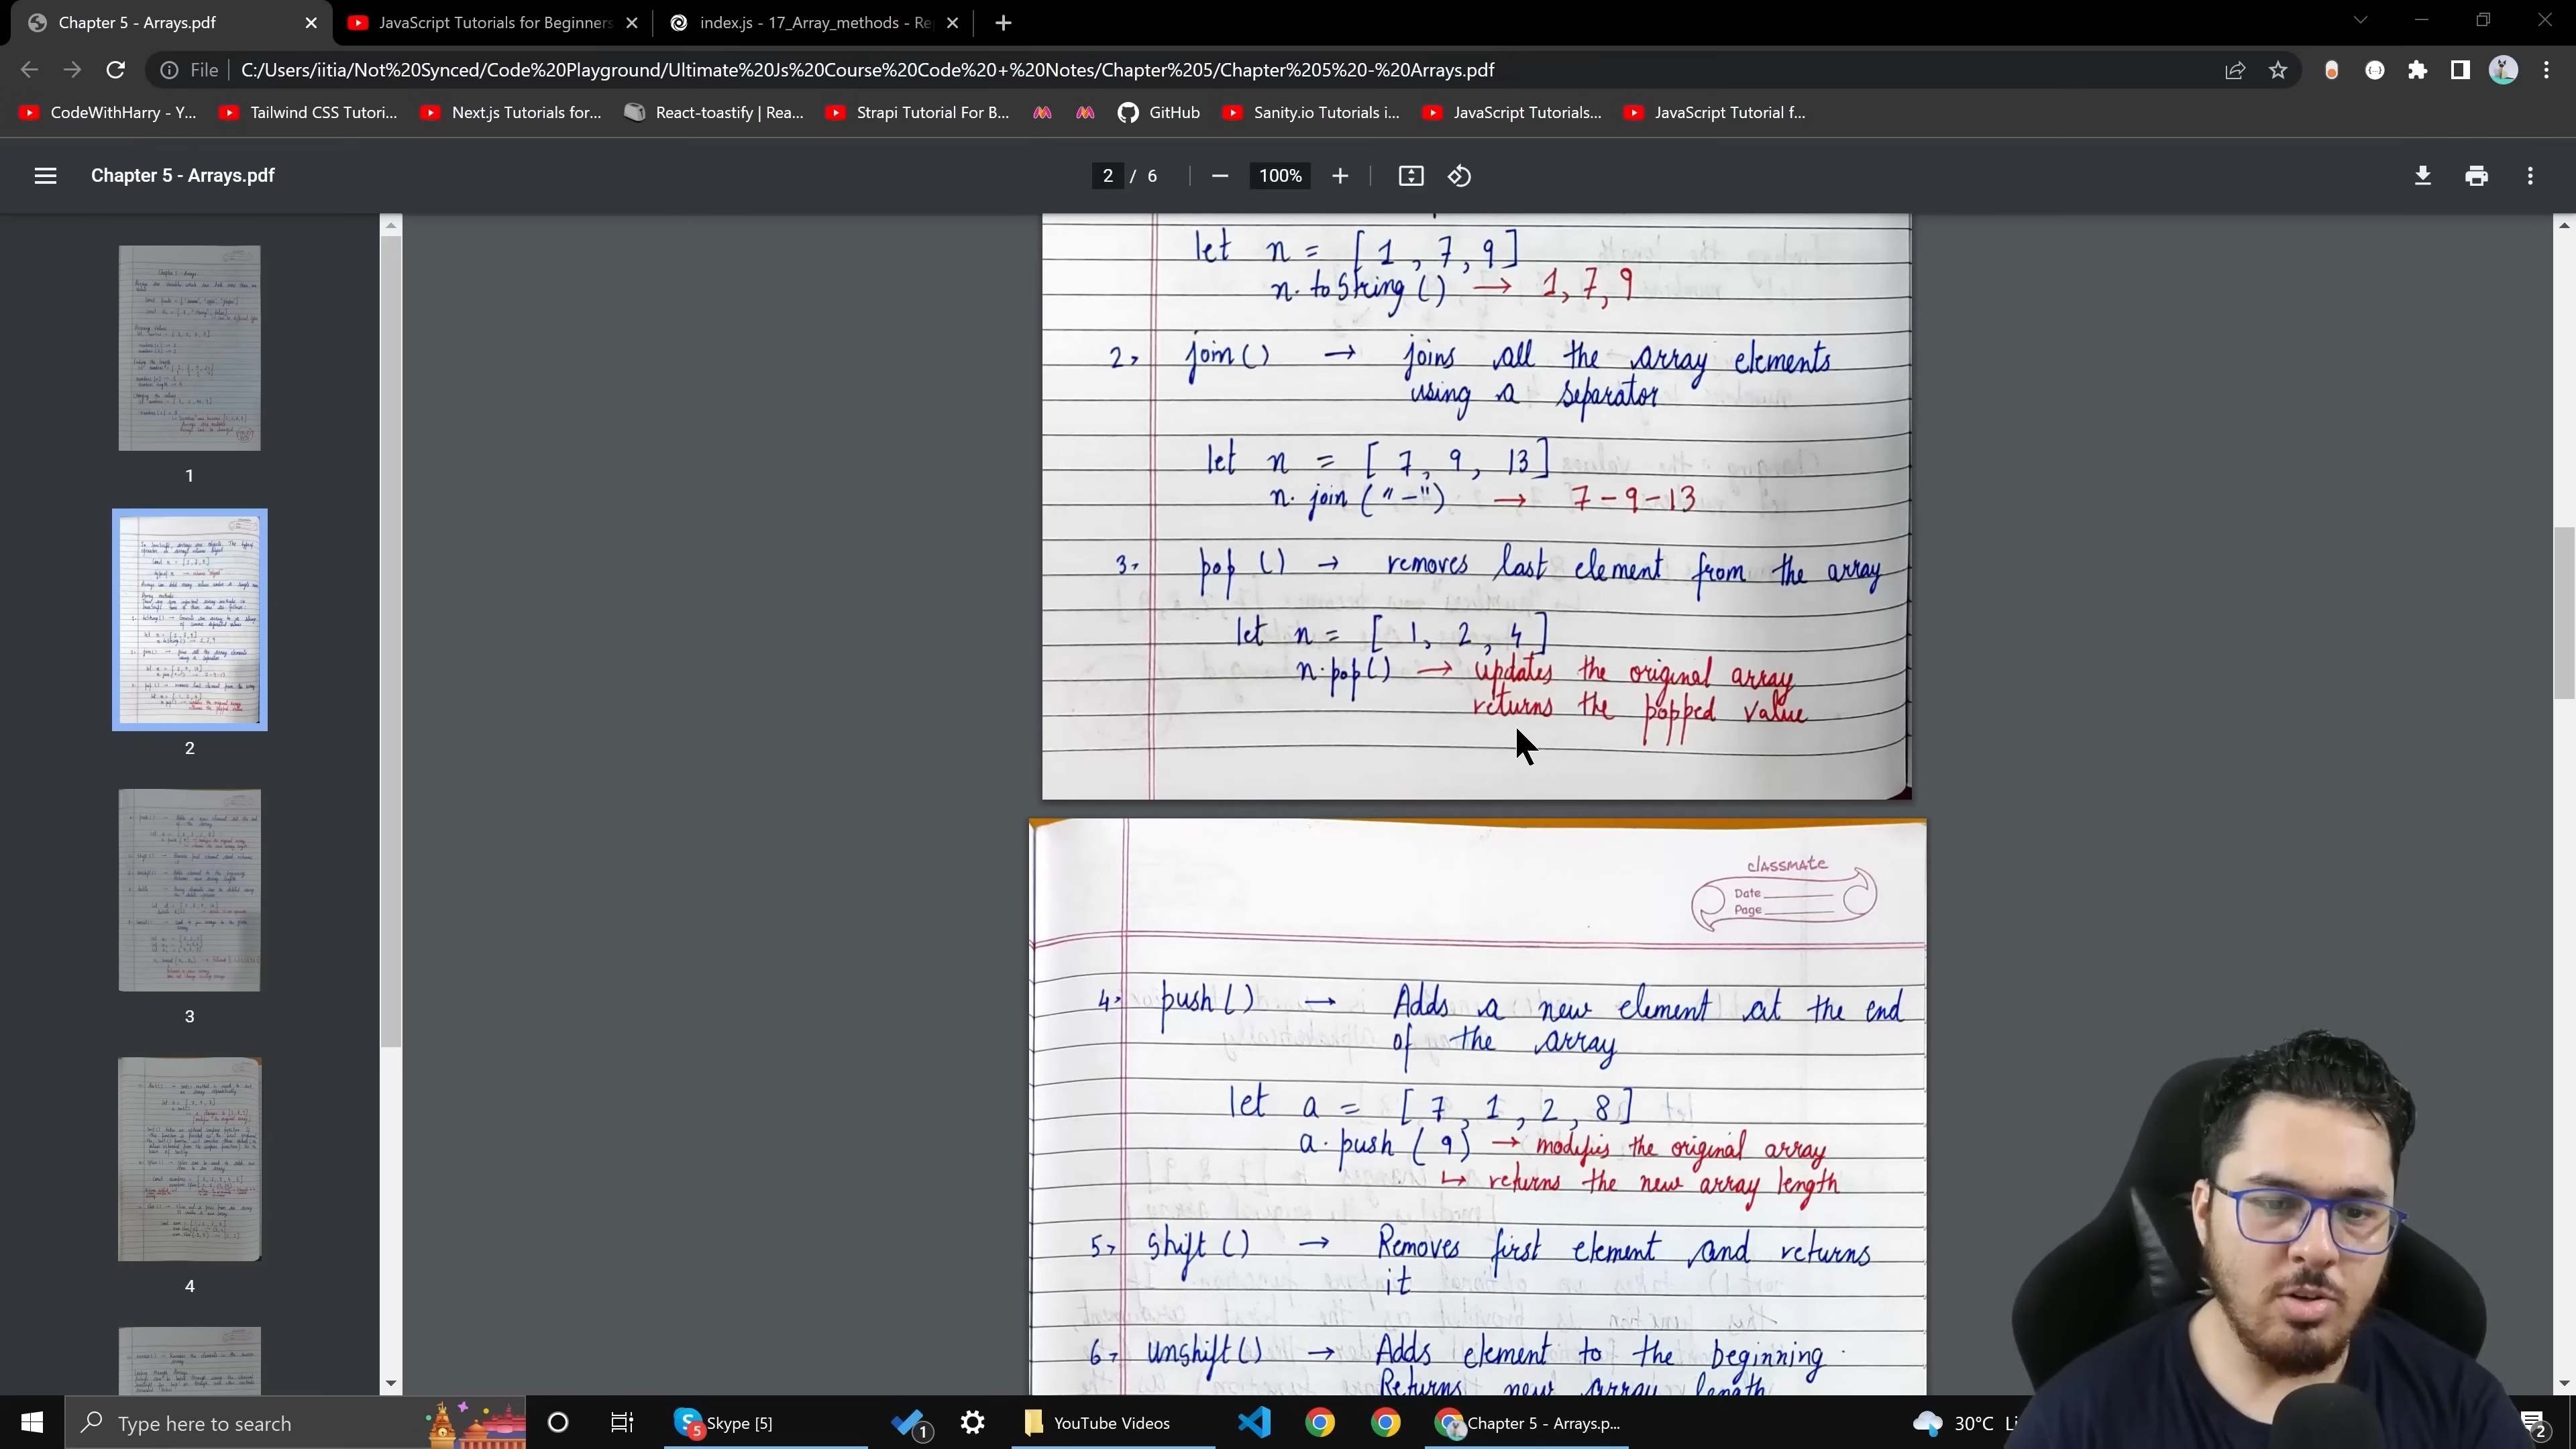 Chapter 5 - Arrays.pdf
JavaScript Tutorials for Beginners
index.js - 17_Array_methods - Re
File
C:/Users/iitia/Not%20Synced/Code%20Playground/Ultimate%20Js%20Course%20Code%20+%20Notes/Chapter%205/Chapter%205%20-%20Arrays.pdf
CodeWithHarry - Y...
Tailwind CSS Tutori...
Next.js Tutorials for...
React-toastify | Rea...
Strapi Tutorial For B...
GitHub
Sanity.io Tutorials i...
JavaScript Tutorials...
JavaScript Tutorial f...
Chapter 5 - Arrays.pdf
2 / 6
100%
1
2
3
4
let n = [1, 7, 9]
n.toString() → 1, 7, 9
2, join() → joins all the array elements
using a separator
let n = [7, 9, 13]
n.join("-") → 7-9-13
3, pop() → removes last element from the array
let n = [1, 2, 4]
n.pop() → updates the original array
returns the popped value
classmate
Date
Page
4, push() → Adds a new element at the end
of the array
let a = [7, 1, 2, 8]
a.push(9) → modifies the original array
↳ returns the new array length
5, shift() → Removes first element and returns
it
6, unshift() → Adds element to the beginning.
Returns new array length
Type here to search
Skype [5]
5
1
YouTube Videos
Chapter 5 - Arrays.p...
30°C
2